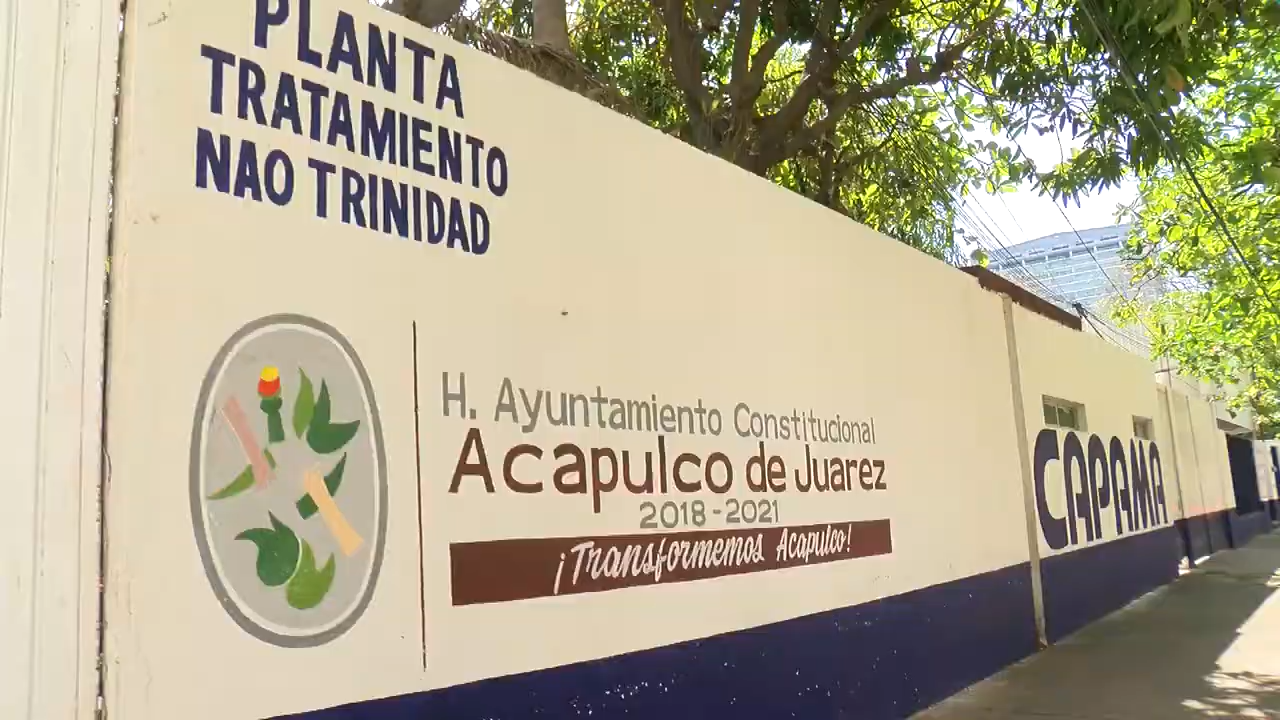 PLANTA
TRATAMIENTO
NAO TRINIDAD
H. Ayuntamiento Constitucional
Acapulco de Juarez
2018-2021
¡Transformemos Acapulco!
CAPAMA